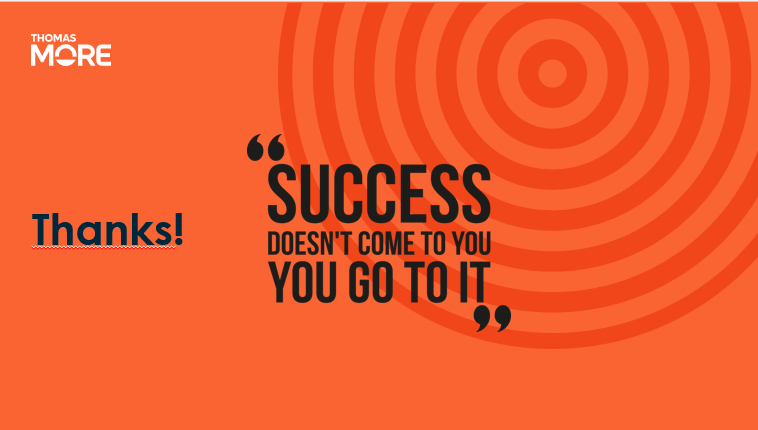 THOMAS
MORE
Thanks!
“SUCCESS
DOESN'T COME TO YOU
YOU GO TO IT”